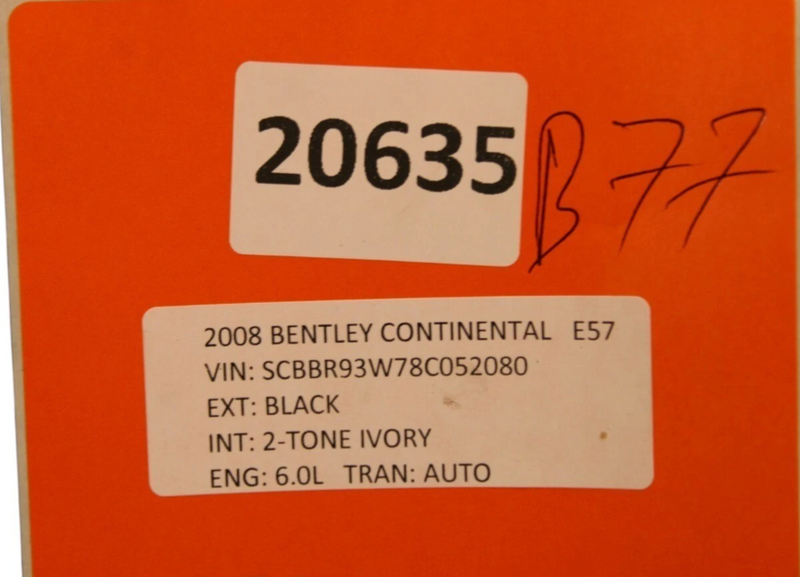 20635 B77
2008 BENTLEY CONTINENTAL E57
VIN: SCBBR93W78C052080
EXT: BLACK
INT: 2-TONE IVORY
ENG: 6.0L TRAN: AUTO